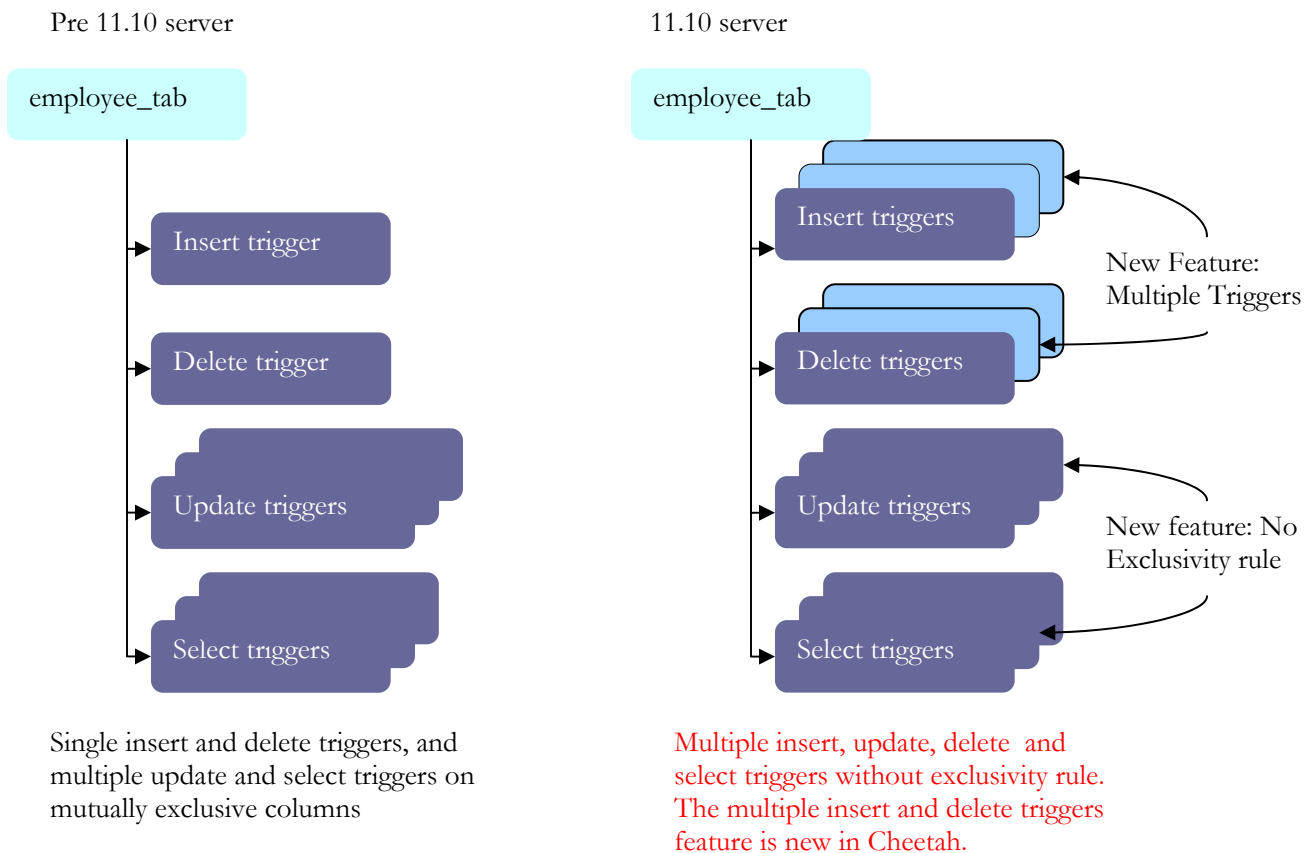 Pre 11.10 server
employee_tab
Insert trigger
Delete trigger
Update triggers
Select triggers
Single insert and delete triggers, and
multiple update and select triggers on
mutually exclusive columns
11.10 server
employee_tab
Insert triggers
Delete triggers
Update triggers
Select triggers
New Feature:
Multiple Triggers
New feature: No
Exclusivity rule
Multiple insert, update, delete and
select triggers without exclusivity rule.
The multiple insert and delete triggers
feature is new in Cheetah.